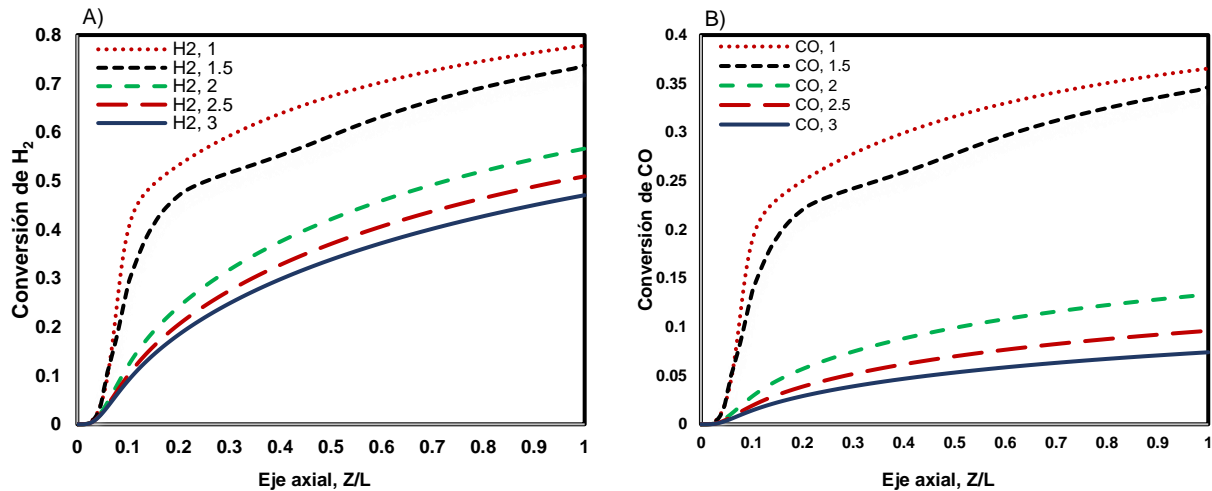 A)
Conversión de H2
0.8
0.7
0.6
0.5
0.4
0.3
0.2
0.1
0
H2, 1
H2, 1.5
H2, 2
H2, 2.5
H2, 3
0 0.1 0.2 0.3 0.4 0.5 0.6 0.7 0.8 0.9 1
Eje axial, Z/L
B)
Conversión de CO
0.4
0.35
0.3
0.25
0.2
0.15
0.1
0.05
0
CO, 1
CO, 1.5
CO, 2
CO, 2.5
CO, 3
0 0.1 0.2 0.3 0.4 0.5 0.6 0.7 0.8 0.9 1
Eje axial, Z/L